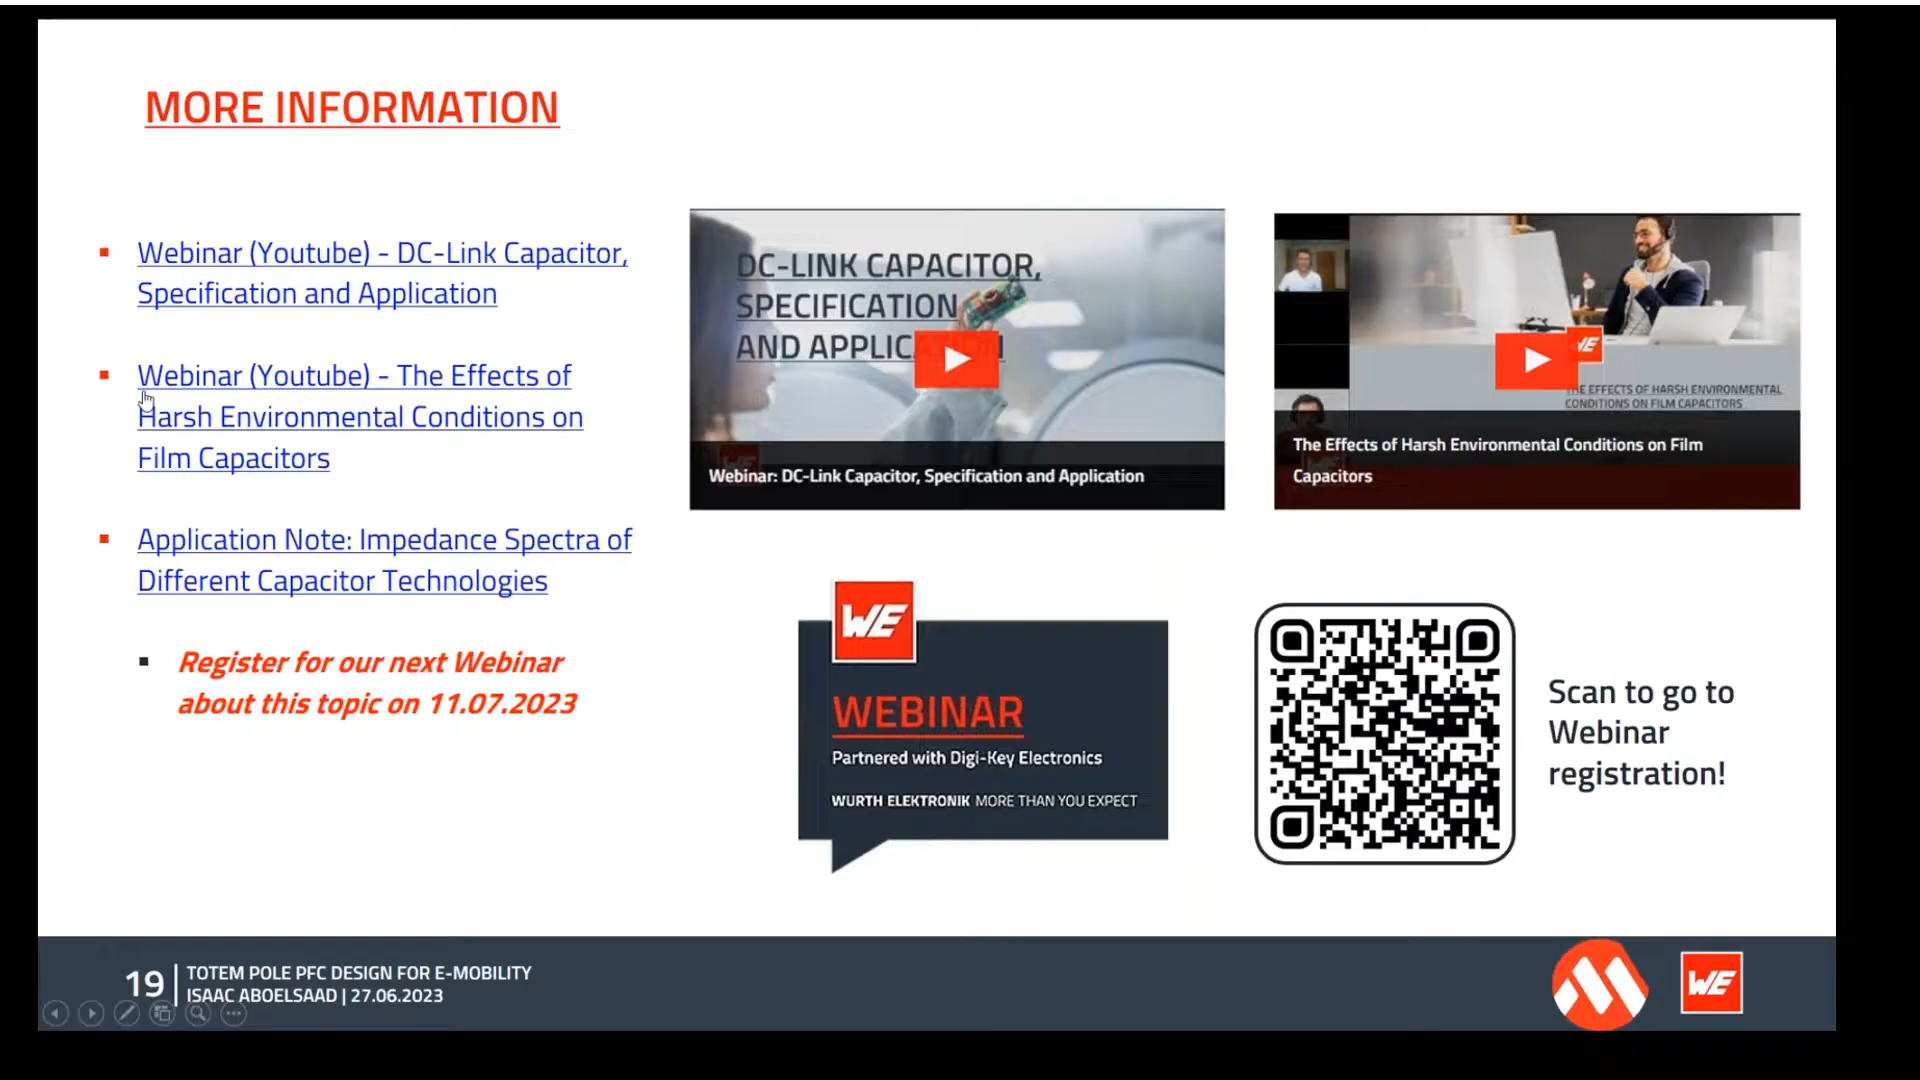 MORE INFORMATION
Webinar (Youtube) - DC-Link Capacitor,
Specification and Application
Webinar (Youtube) - The Effects of
Harsh Environmental Conditions on
Film Capacitors
Application Note: Impedance Spectra of
Different Capacitor Technologies
Register for our next Webinar
about this topic on 11.07.2023
DC-LINK CAPACITOR,
SPECIFICATION
AND APPLIC
Webinar: DC-Link Capacitor, Specification and Application
WE
THE EFFECTS OF HARSH ENVIRONMENTAL
CONDITIONS ON FILM CAPACITORS
The Effects of Harsh Environmental Conditions on Film
Capacitors
WE
WEBINAR
Partnered with Digi-Key Electronics
WURTH ELEKTRONIK MORE THAN YOU EXPECT
Scan to go to
Webinar
registration!
19
TOTEM POLE PFC DESIGN FOR E-MOBILITY
ISAAC ABOELSAAD | 27.06.2023
WE